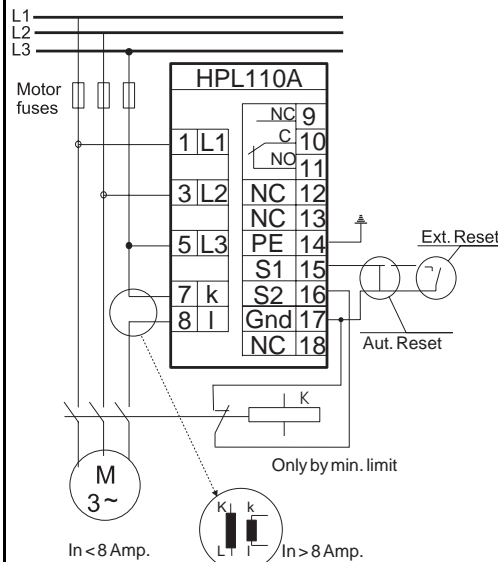 L1
L2
L3
Motor
fuses
HPL110A
NC 9
C 10
NO 11
1 L1
3 L2
5 L3
7 k
8 l
NC 12
NC 13
PE 14
S1 15
S2 16
Gnd 17
NC 18
Ext. Reset
Aut. Reset
K
Only by min. limit
M
3~
K k
L l
In < 8 Amp.
In > 8 Amp.